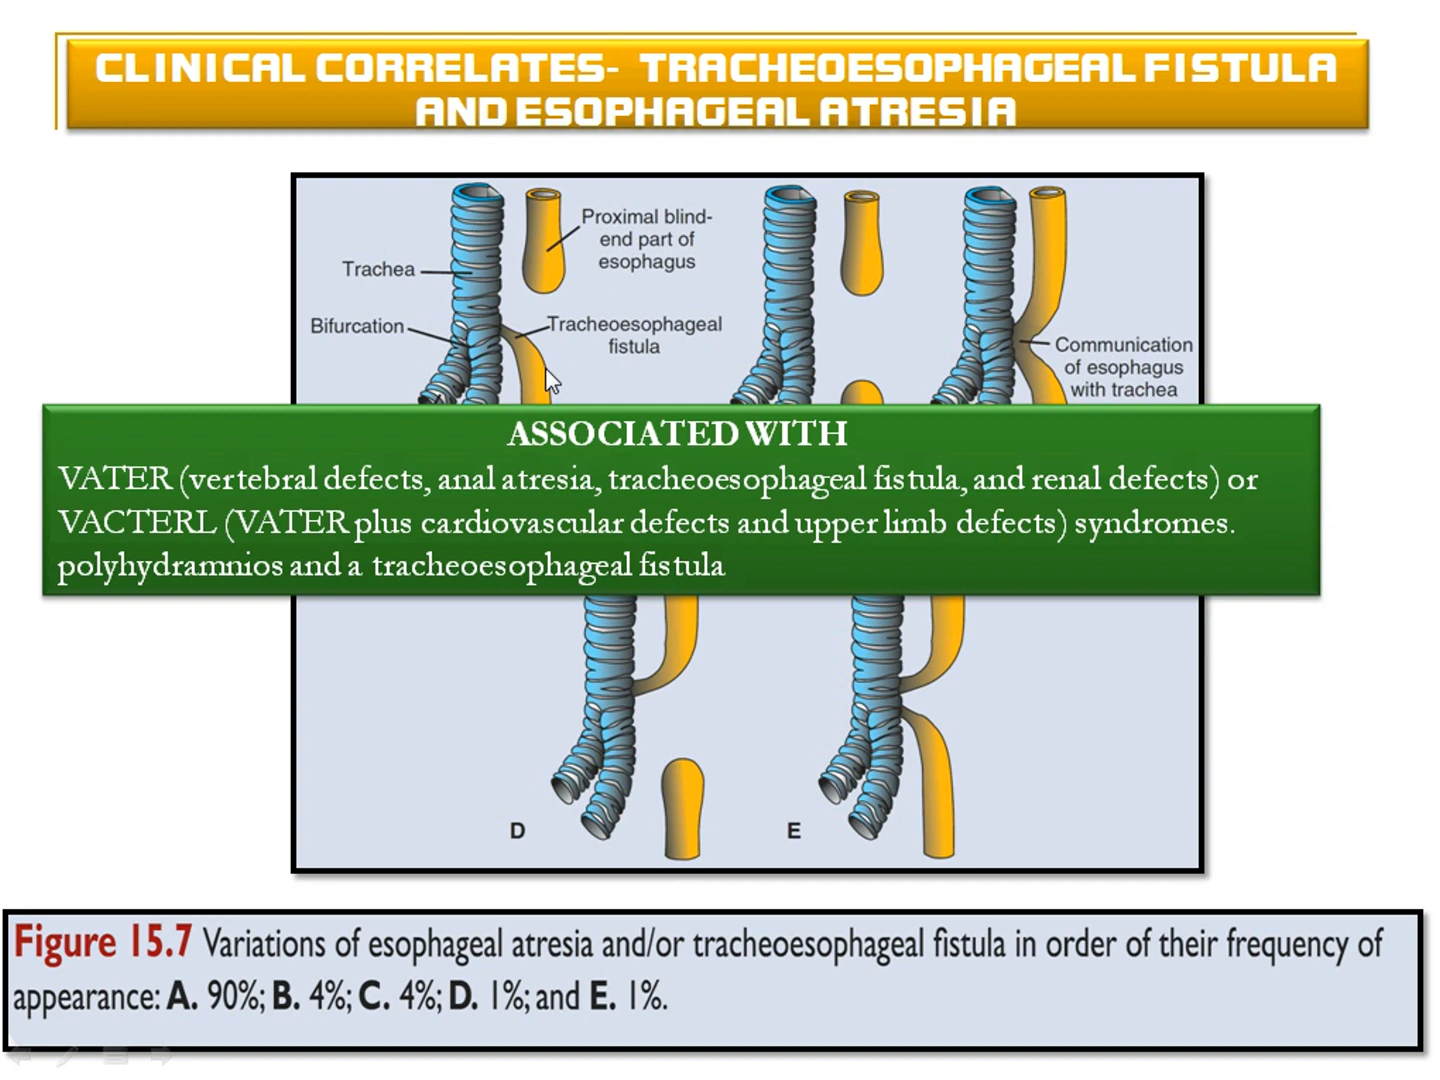 CLINICAL CORRELATES- TRACHEOESOPHAGEAL FISTULA
AND ESOPHAGEAL ATRESIA
Proximal blind-
end part of
esophagus
Trachea
Bifurcation
Tracheoesophageal
fistula
Communication
of esophagus
with trachea
ASSOCIATED WITH
VATER (vertebral defects, anal atresia, tracheoesophageal fistula, and renal defects) or
VACTERL (VATER plus cardiovascular defects and upper limb defects) syndromes.
polyhydramnios and a tracheoesophageal fistula
D
E
Figure 15.7 Variations of esophageal atresia and/or tracheoesophageal fistula in order of their frequency of
appearance: A. 90%; B. 4%; C. 4%; D. 1%; and E. 1%.